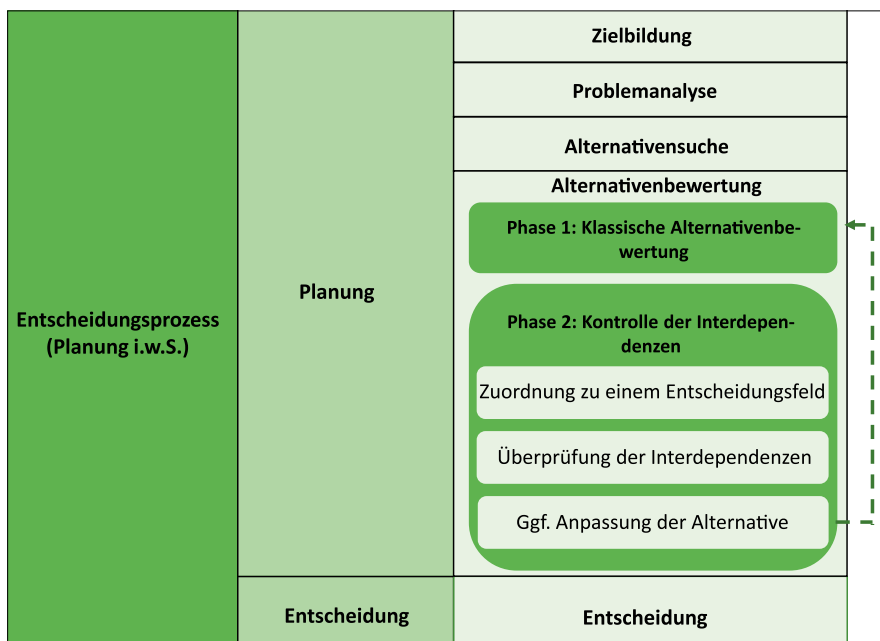 Entscheidungsprozess
(Planung i.w.S.)
Planung
Zielbildung
Problemanalyse
Alternativensuche
Alternativenbewertung
Phase 1: Klassische Alternativenbe-
wertung
Phase 2: Kontrolle der Interdepen-
denzen
Zuordnung zu einem Entscheidungsfeld
Überprüfung der Interdependenzen
Ggf. Anpassung der Alternative
Entscheidung
Entscheidung